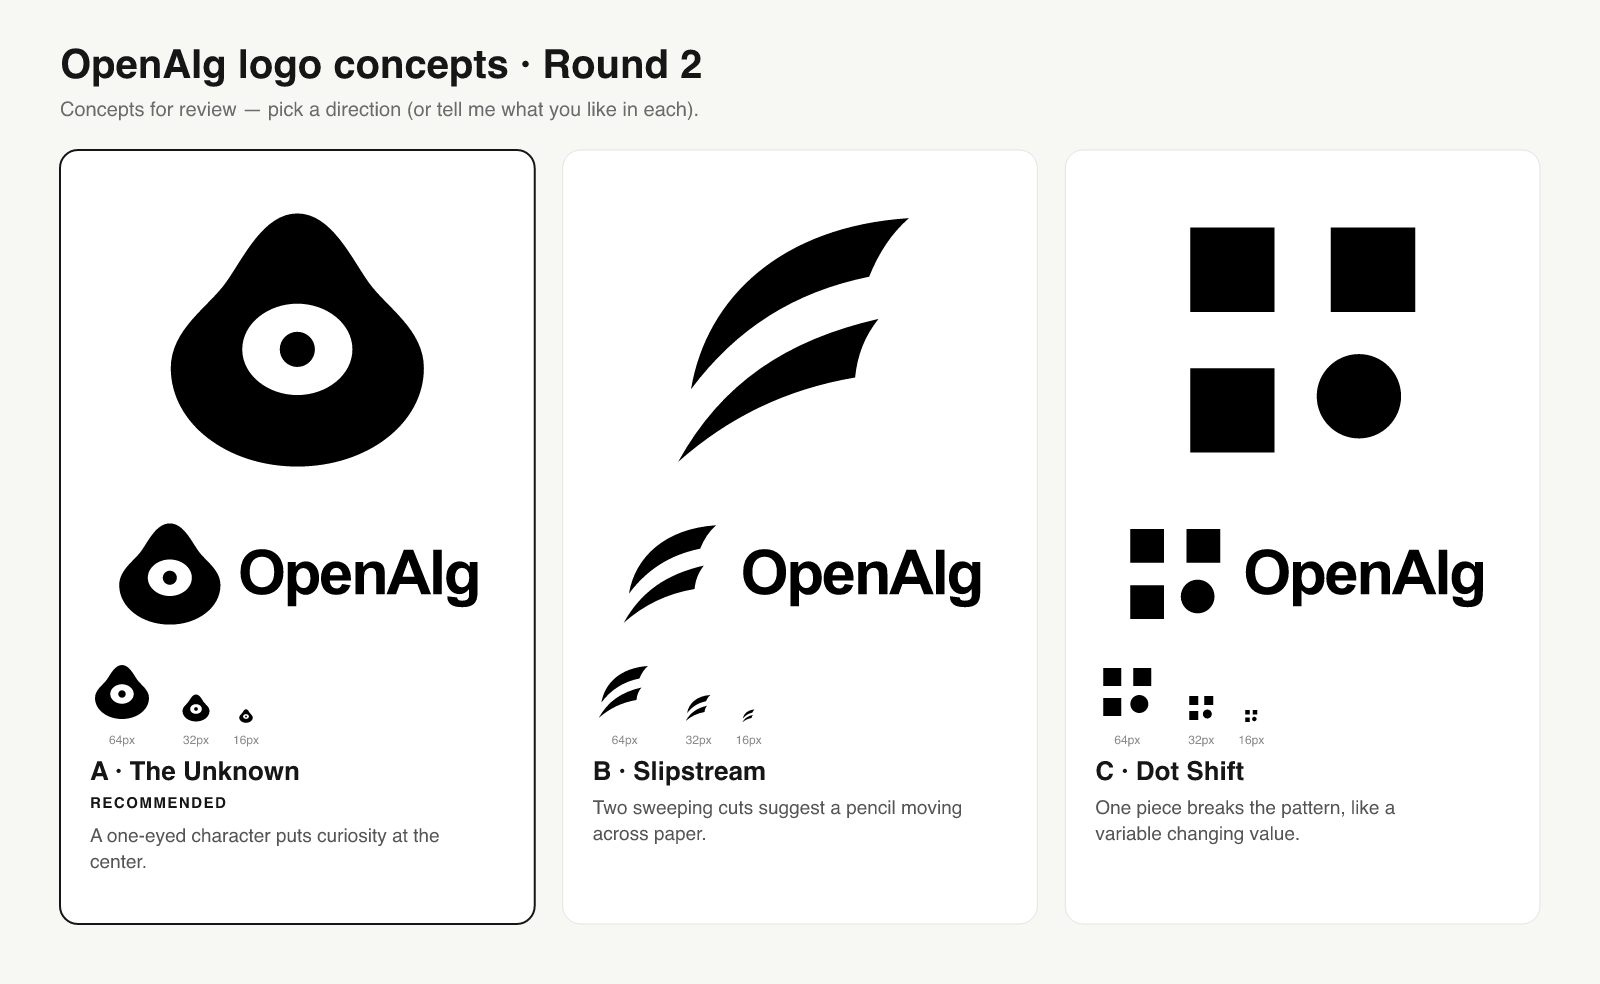 OpenAlg logo concepts · Round 2
Concepts for review — pick a direction (or tell me what you like in each).
OpenAlg
64px 32px 16px
A · The Unknown
RECOMMENDED
A one-eyed character puts curiosity at the
center.
OpenAlg
64px 32px 16px
B · Slipstream
Two sweeping cuts suggest a pencil moving
across paper.
OpenAlg
64px 32px 16px
C · Dot Shift
One piece breaks the pattern, like a
variable changing value.